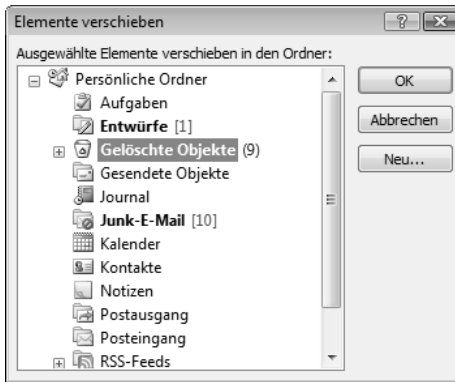 Elemente verschieben
Ausgewählte Elemente verschieben in den Ordner:
Persönliche Ordner
Aufgaben
Entwürfe [1]
Gelöschte Objekte (9)
Gesendete Objekte
Journal
Junk-E-Mail [10]
Kalender
Kontakte
Notizen
Postausgang
Posteingang
RSS-Feeds
OK
Abbrechen
Neu...